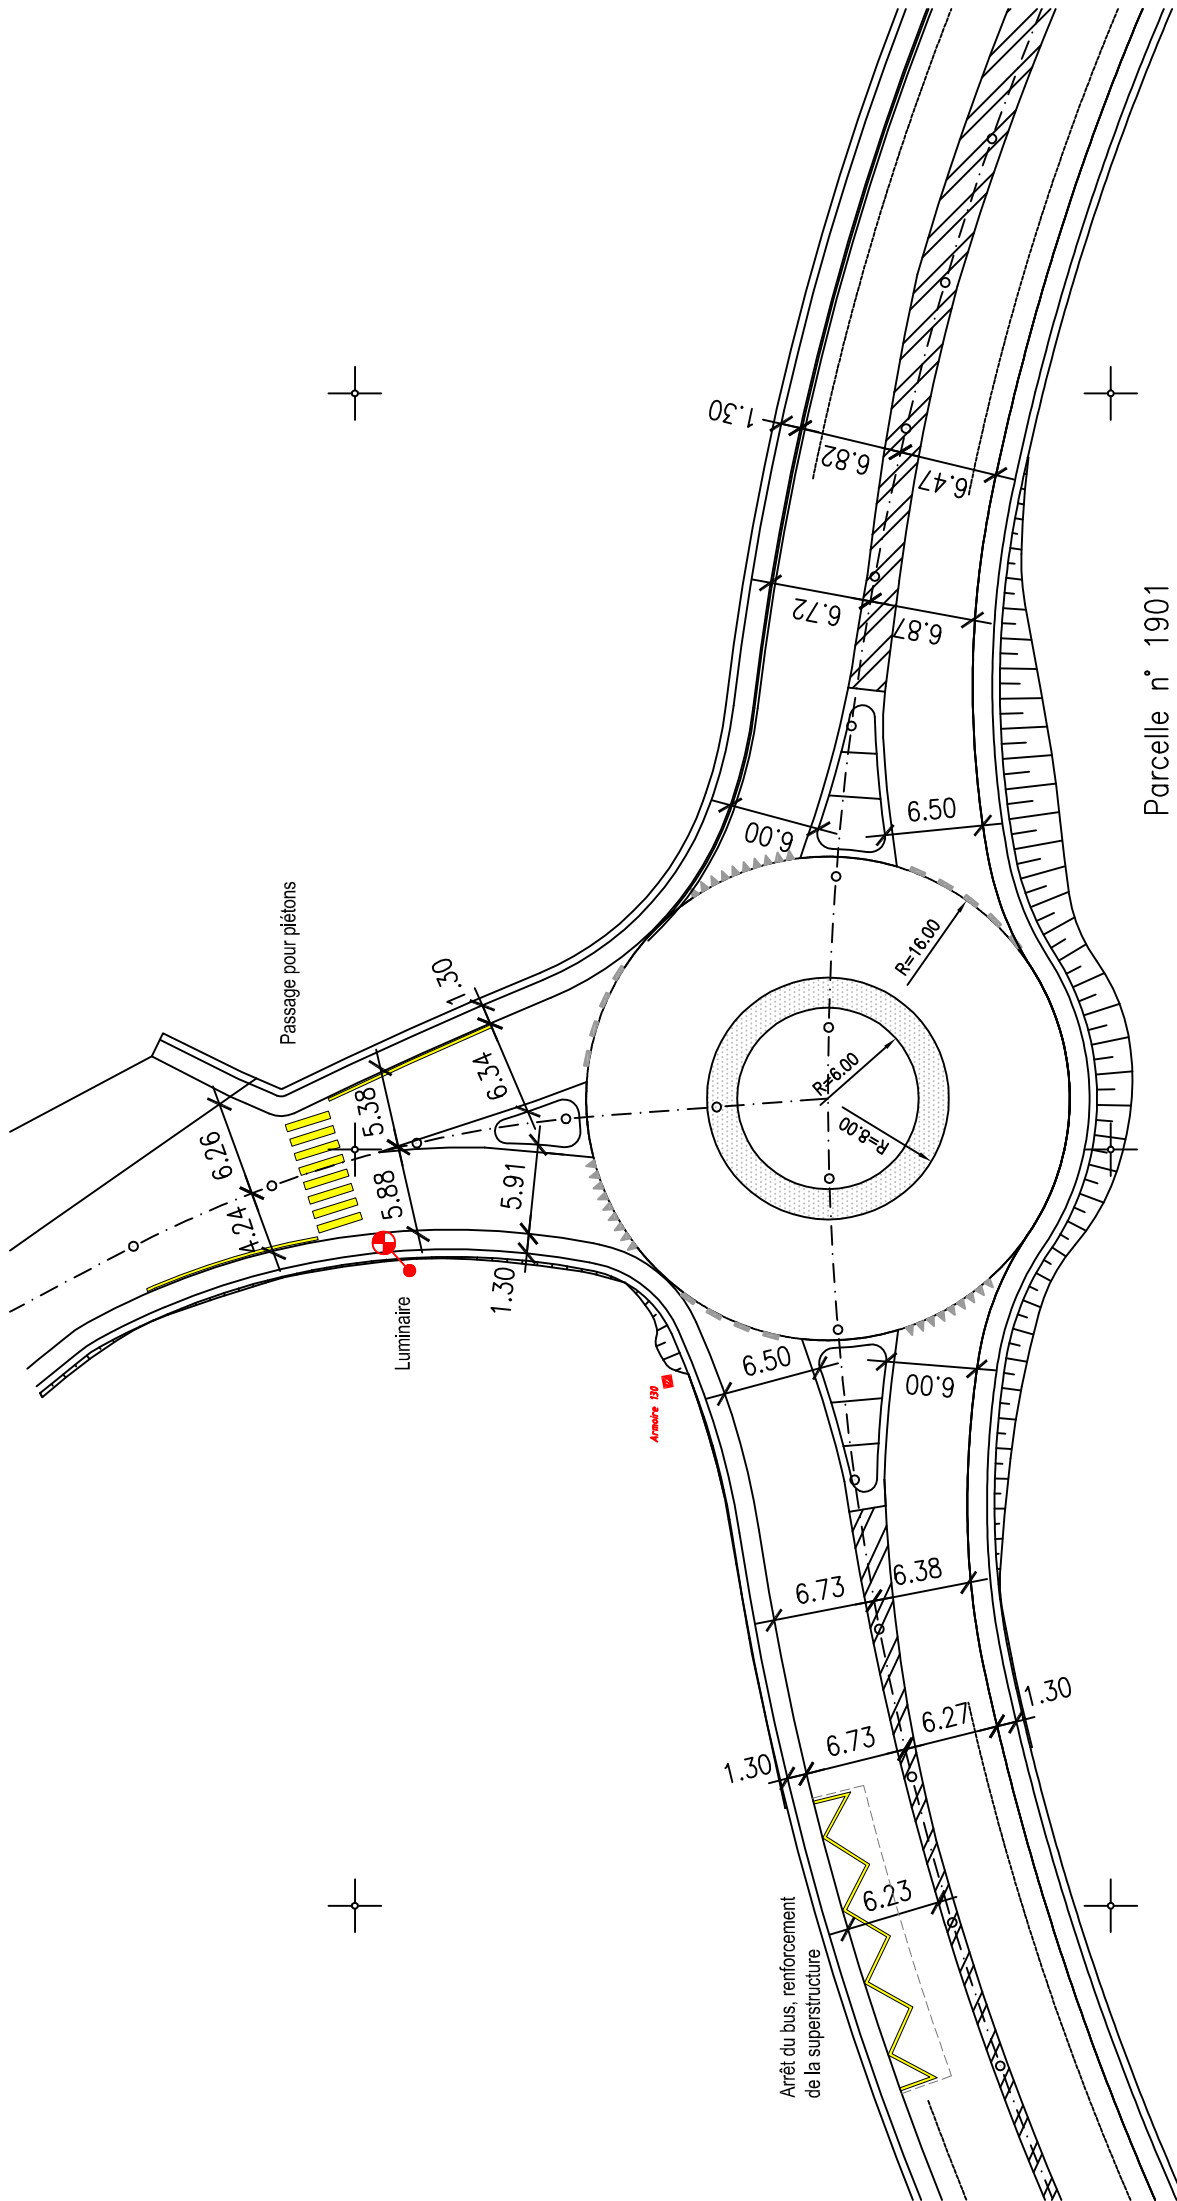 1.30
6.82
6.47
6.72
6.87
Parcelle n° 1901
6.00
6.50
Passage pour piétons
1.30
6.34
5.38
6.26
5.88
4.24
5.91
1.30
Luminaire
R=16.00
R=6.00
R=8.00
6.50
6.00
Armoire 130
6.73
6.38
1.30
6.73
6.27
1.30
6.23
Arrêt du bus, renforcement
de la superstructure